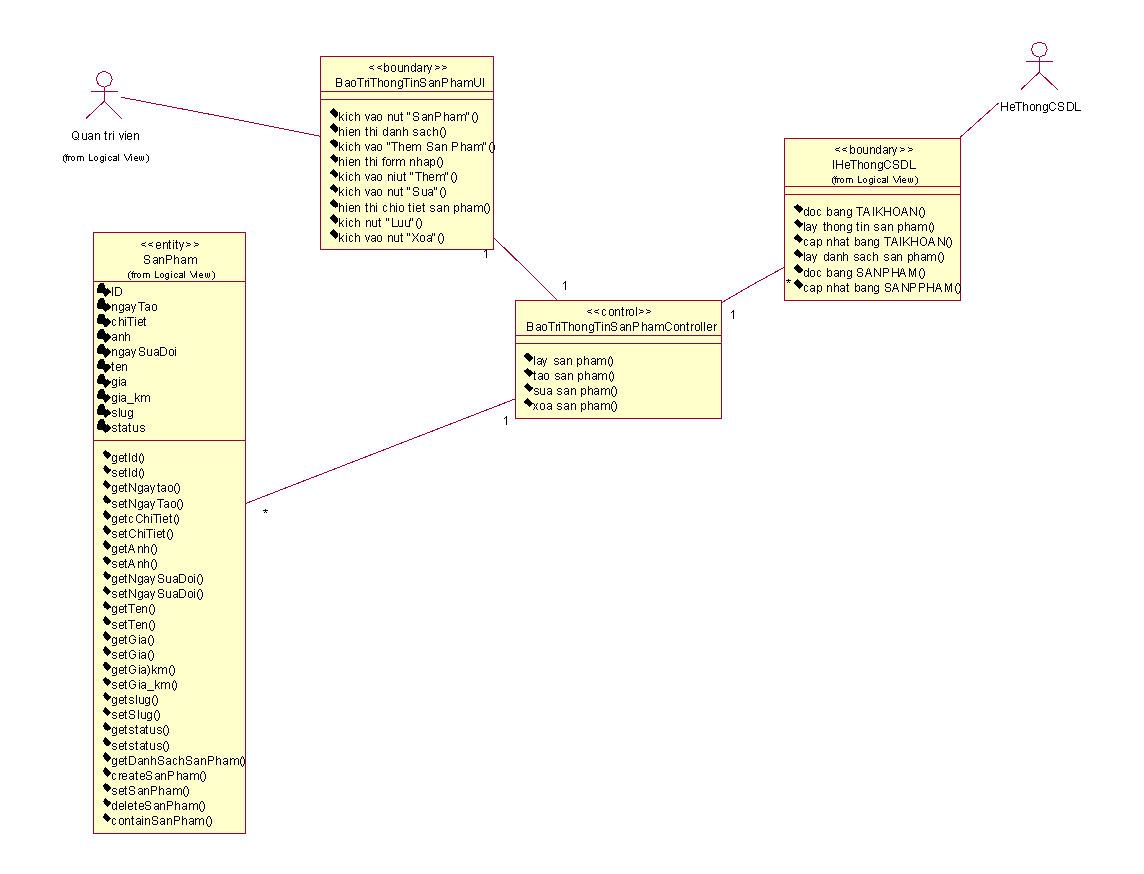 Quan tri vien
(from Logical View)
<<boundary>>
BaoTriThongTinSanPhamUI
kich vao nut "SanPham"()
hien thi danh sach()
kich vao "Them San Pham"()
hien thi form nhap()
kich vao niut "Them"()
kich vao nut "Sua"()
hien thi chio tiet san pham()
kich nut "Luu"()
kich vao nut "Xoa"()
1
1
HeThongCSDL
<<boundary>>
IHeThongCSDL
(from Logical View)
doc bang TAIKHOAN()
lay thong tin san pham()
cap nhat bang TAIKHOAN()
lay danh sach san pham()
doc bang SANPHAM()
cap nhat bang SANPPHAM()
*
1
<<control>>
BaoTriThongTinSanPhamController
lay san pham()
tao san pham()
sua san pham()
xoa san pham()
1
*
<<entity>>
SanPham
(from Logical View)
ID
ngayTao
chiTiet
anh
ngaySuaDoi
ten
gia
gia_km
slug
status
getId()
setId()
getNgaytao()
setNgayTao()
getcChiTiet()
setChiTiet()
getAnh()
setAnh()
getNgaySuaDoi()
setNgaySuaDoi()
getTen()
setTen()
getGia()
setGia()
getGia)km()
setGia_km()
getslug()
setSlug()
getstatus()
setstatus()
getDanhSachSanPham()
createSanPham()
setSanPham()
deleteSanPham()
containSanPham()